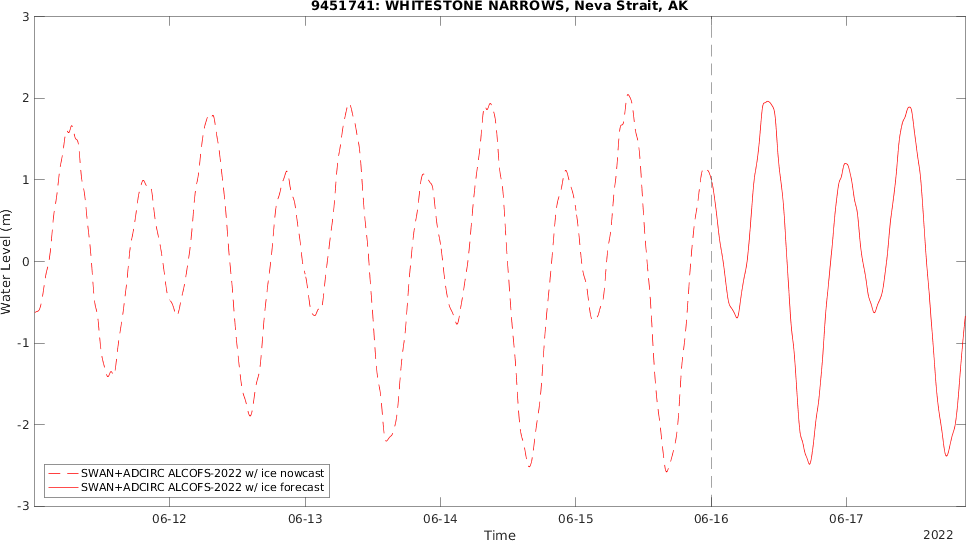 9451741: WHITESTONE NARROWS, Neva Strait, AK
3
2
1
0
-1
-2
-3
Water Level (m)
SWAN+ADCIRC ALCOFS-2022 w/ ice nowcast
SWAN+ADCIRC ALCOFS-2022 w/ ice forecast
06-12 06-13 06-14 06-15 06-16 06-17
Time
2022